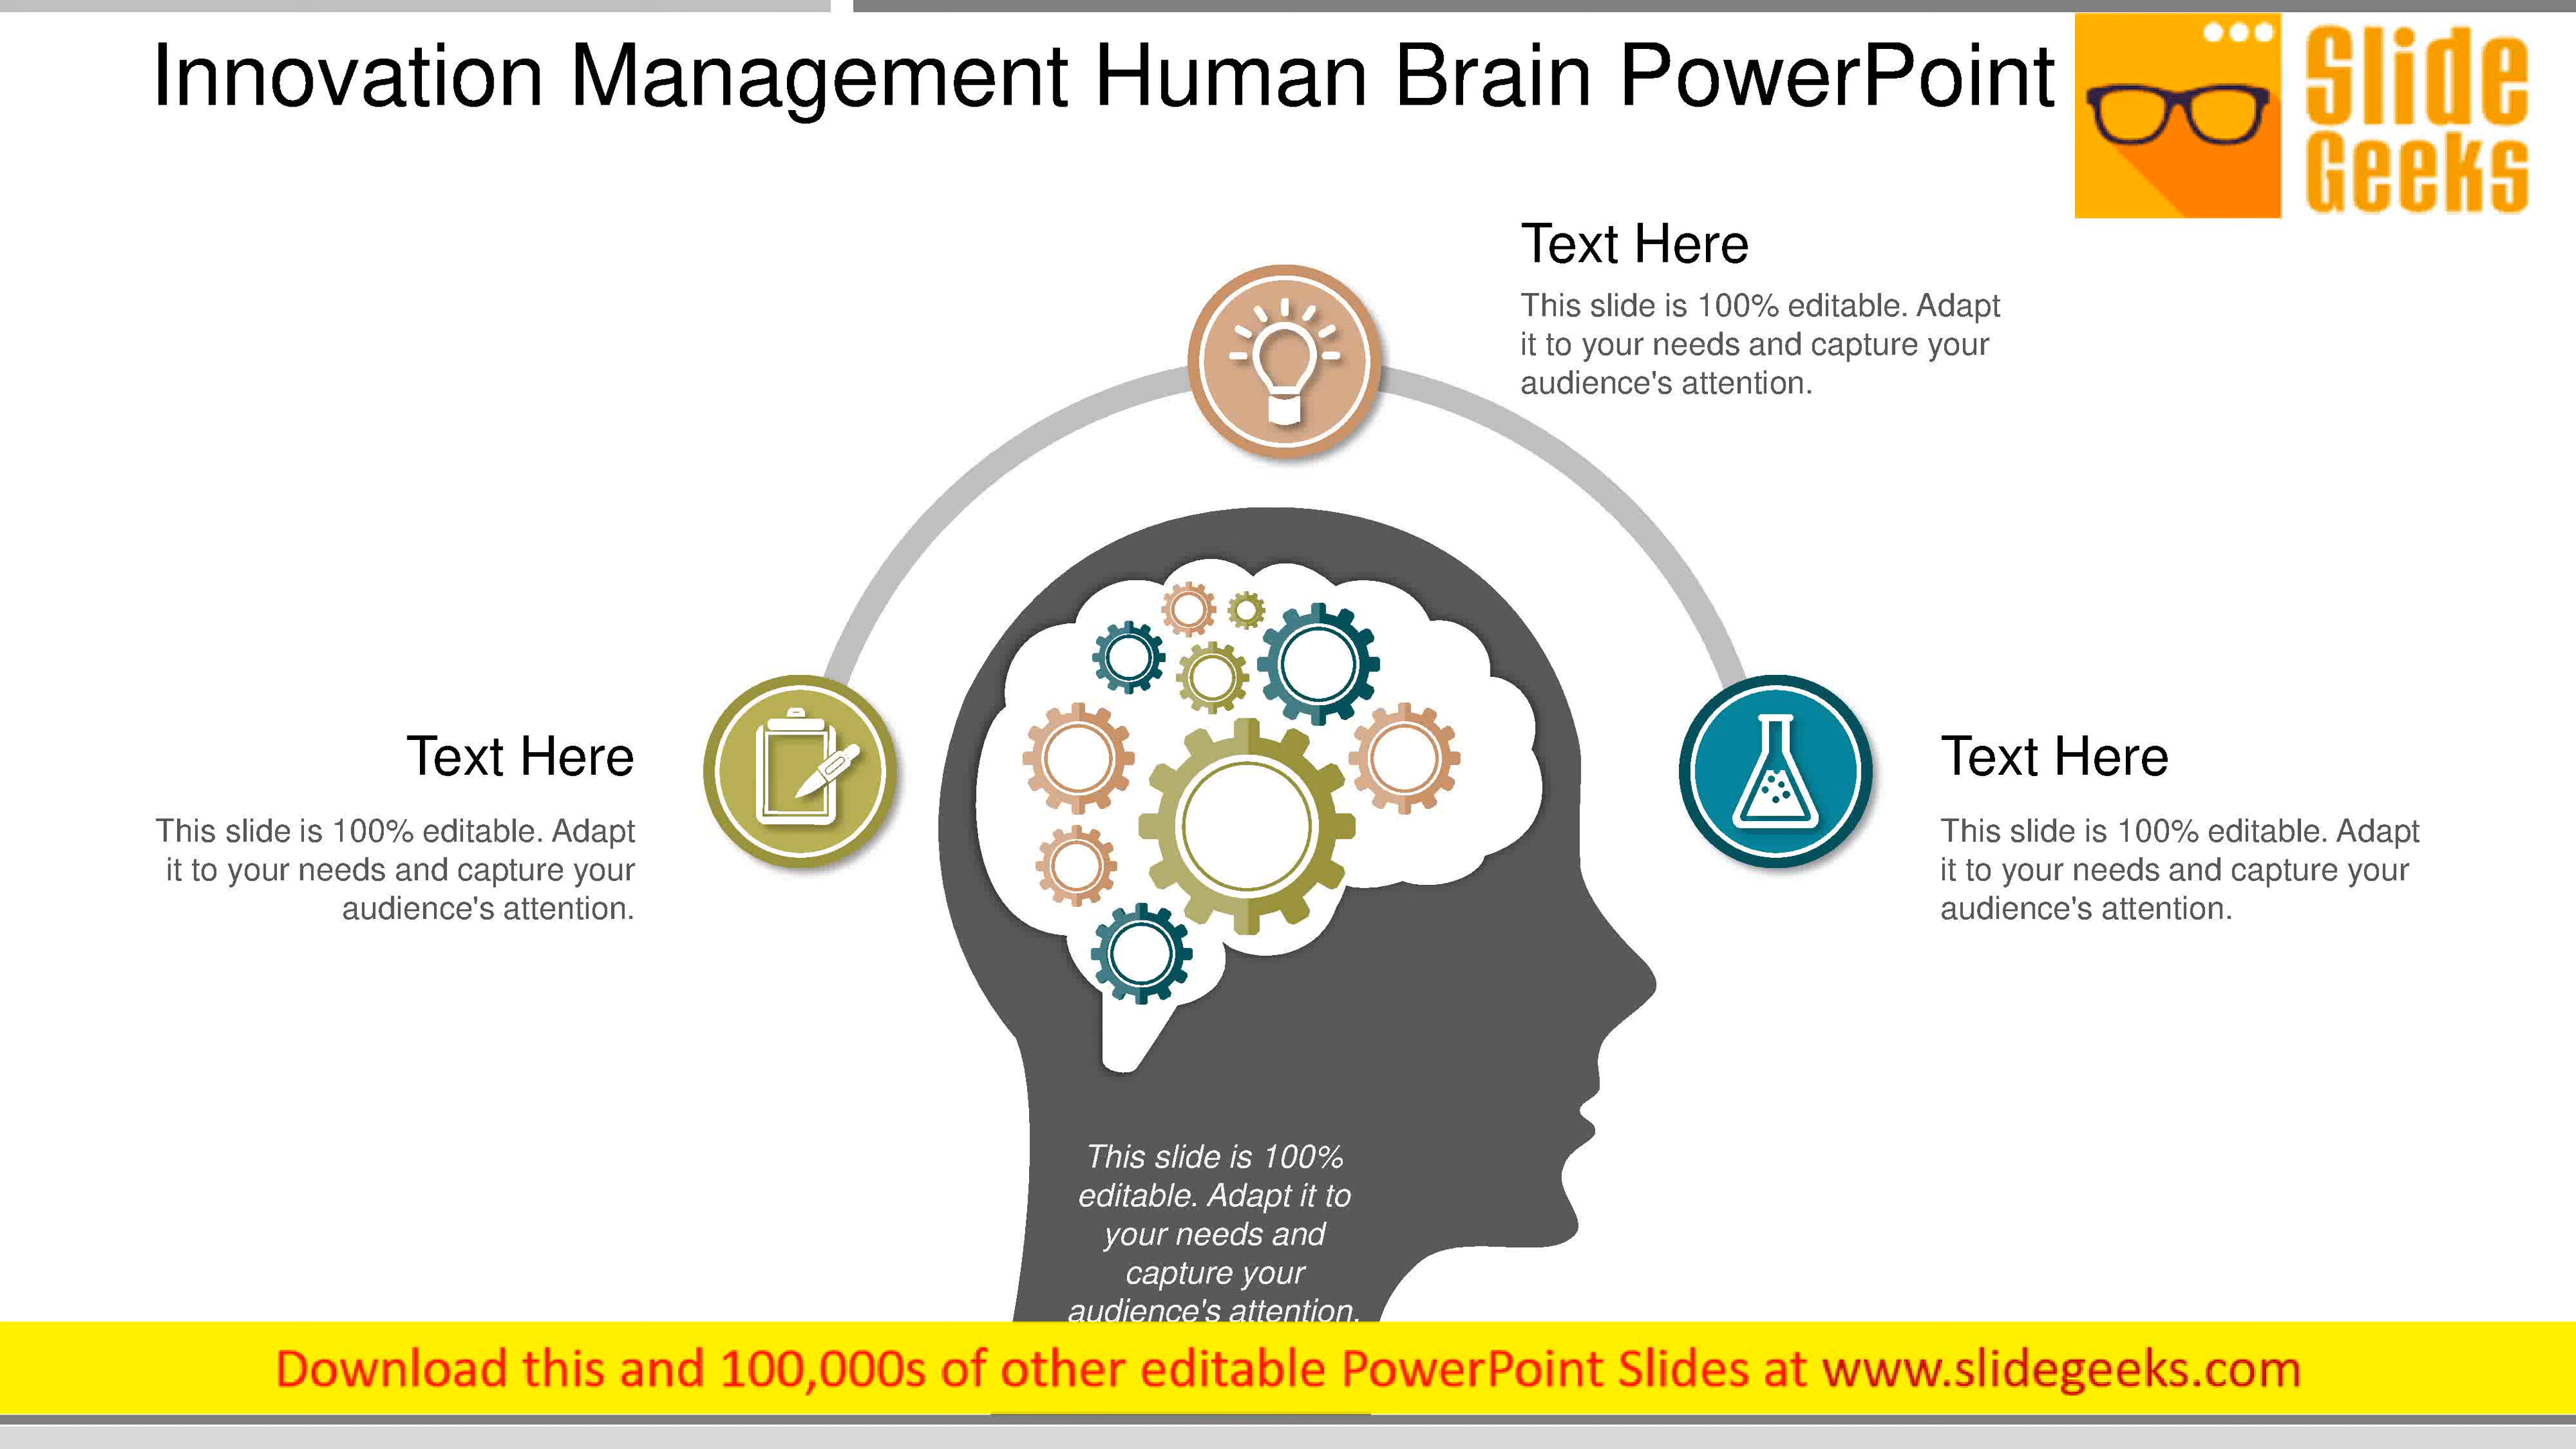 Innovation Management Human Brain PowerPoint
Slide
Geeks
Text Here
This slide is 100% editable. Adapt
it to your needs and capture your
audience's attention.
Text Here
This slide is 100% editable. Adapt
it to your needs and capture your
audience's attention.
Text Here
This slide is 100% editable. Adapt
it to your needs and capture your
audience's attention.
This slide is 100%
editable. Adapt it to
your needs and
capture your
audience's attention.
Download this and 100,000s of other editable PowerPoint Slides at www.slidegeeks.com